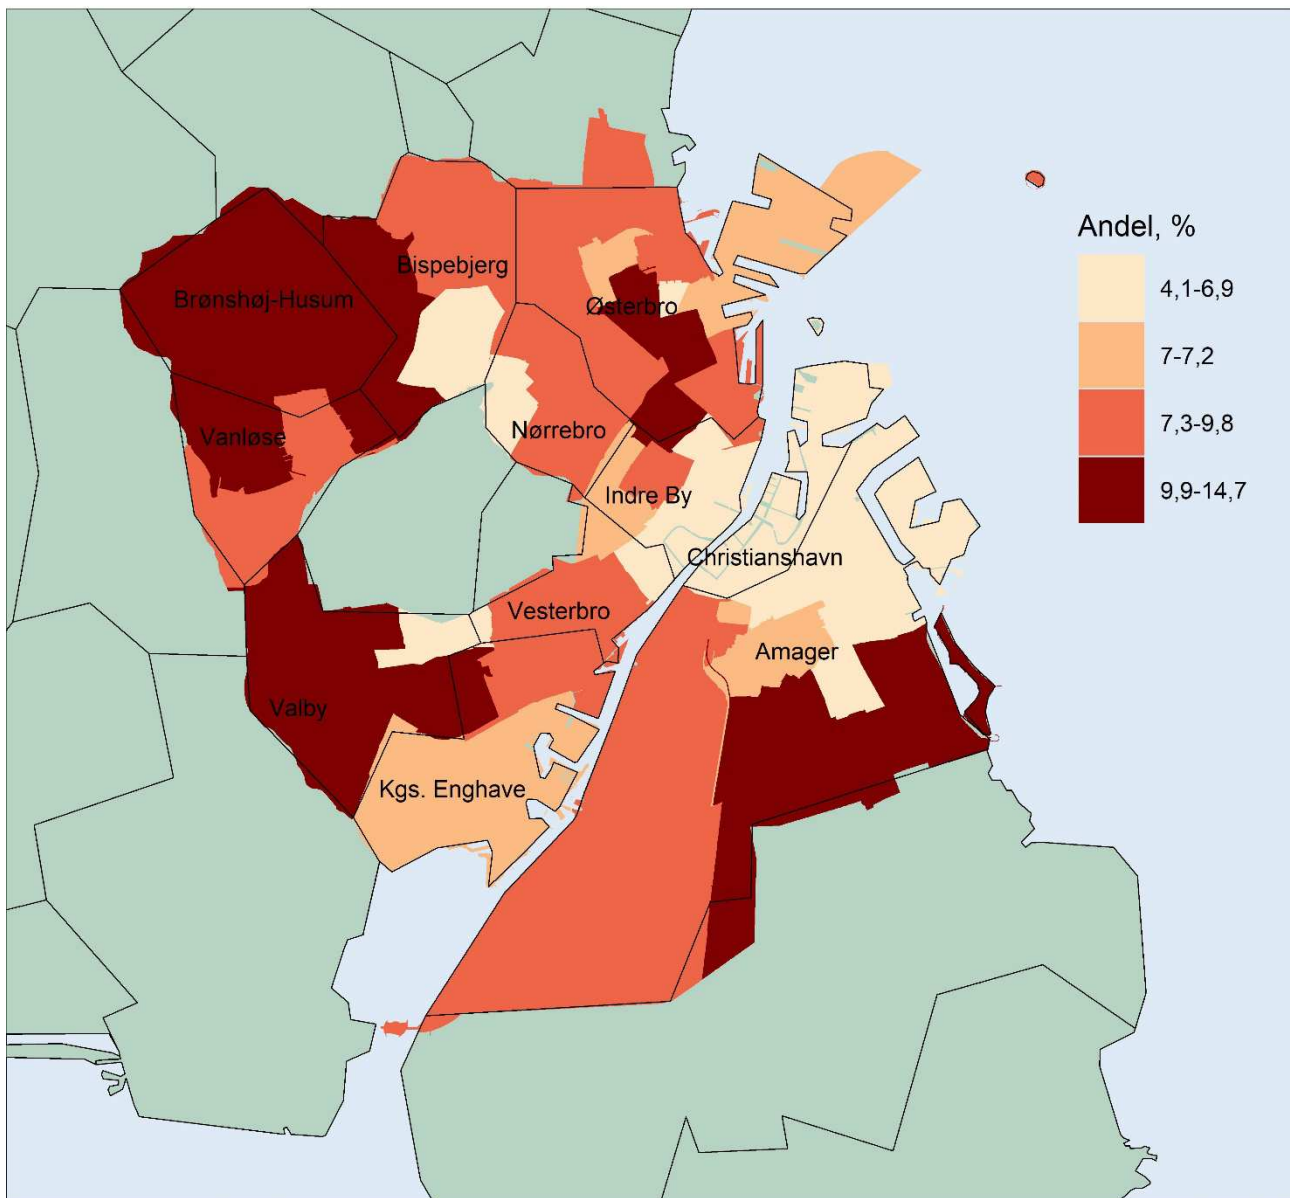 Andel, %
4,1-6,9
7-7,2
7,3-9,8
9,9-14,7
Bispebjerg
Brønshøj-Husum
Østerbro
Vanløse
Nørrebro
Indre By
Christianshavn
Vesterbro
Amager
Valby
Kgs. Enghave